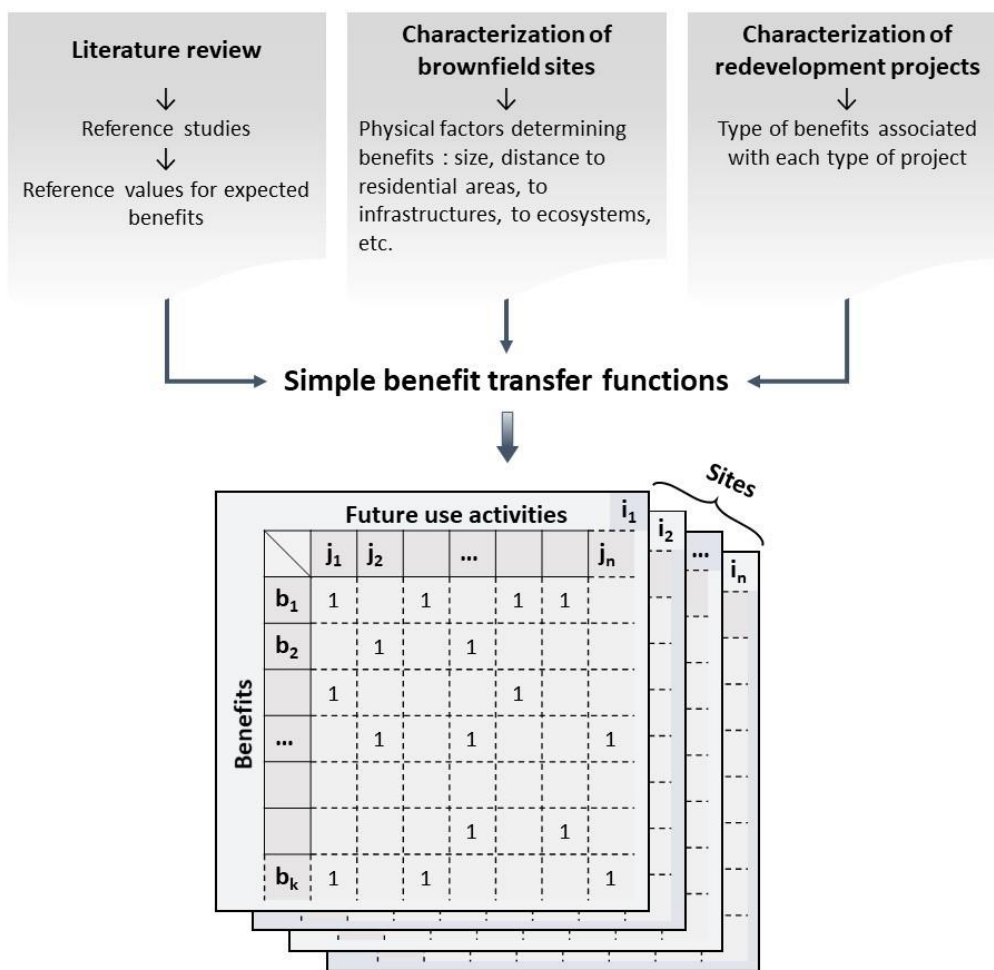 Literature review
↓
Reference studies
↓
Reference values for expected
benefits
Characterization of
brownfield sites
↓
Physical factors determining
benefits : size, distance to
residential areas, to
infrastructures, to ecosystems,
etc.
Characterization of
redevelopment projects
↓
Type of benefits associated
with each type of project
Simple benefit transfer functions
Sites
Future use activities i₁
i₂
...
iₙ
j₁ j₂ ... jₙ
b₁ 1 1 1 1
b₂ 1 1
1 1
... 1 1 1
1 1
bₖ 1 1 1
Benefits